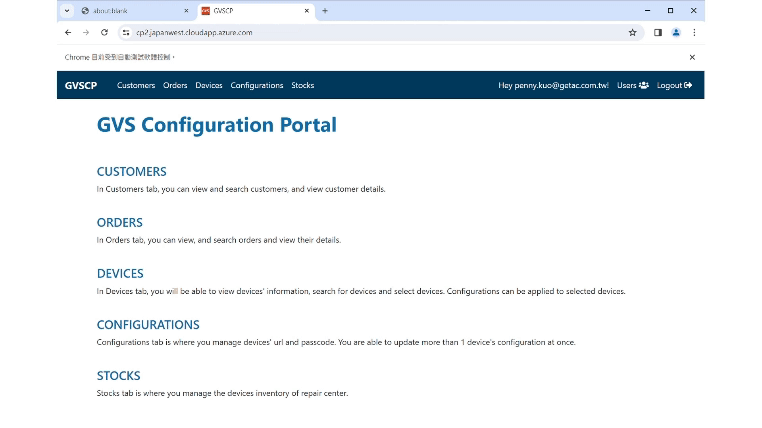 about:blank
GVSCP
cp2.japanwest.cloudapp.azure.com
Chrome 目前受到自動測試軟體控制。
GVSCP Customers Orders Devices Configurations Stocks Hey penny.kuo@getac.com.tw! Users Logout
GVS Configuration Portal
CUSTOMERS
In Customers tab, you can view and search customers, and view customer details.
ORDERS
In Orders tab, you can view, and search orders and view their details.
DEVICES
In Devices tab, you will be able to view devices' information, search for devices and select devices. Configurations can be applied to selected devices.
CONFIGURATIONS
Configurations tab is where you manage devices' url and passcode. You are able to update more than 1 device's configuration at once.
STOCKS
Stocks tab is where you manage the devices inventory of repair center.